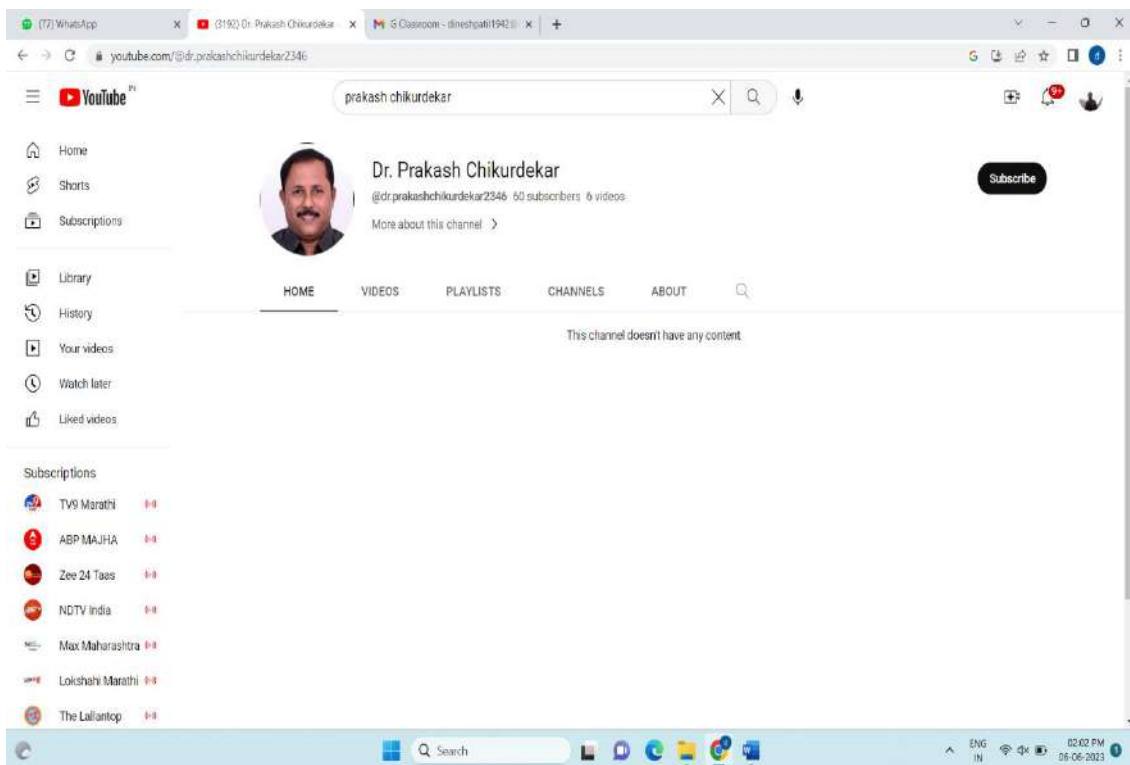 (77) WhatsApp
(3192) Dr. Prakash Chikurdekar -
G Classroom - dineshpatil1942@
youtube.com/@dr.prakashchikurdekar2346
YouTube IN
prakash chikurdekar
9+
Home
Shorts
Subscriptions
Library
History
Your videos
Watch later
Liked videos
Subscriptions
TV9 Marathi
ABP MAJHA
Zee 24 Taas
NDTV India
Max Maharashtra
Lokshahi Marathi
The Lallantop
Dr. Prakash Chikurdekar
@dr.prakashchikurdekar2346 60 subscribers 6 videos
More about this channel
Subscribe
HOME VIDEOS PLAYLISTS CHANNELS ABOUT
This channel doesn't have any content
Search
ENG
IN
02:02 PM
06-06-2023
1